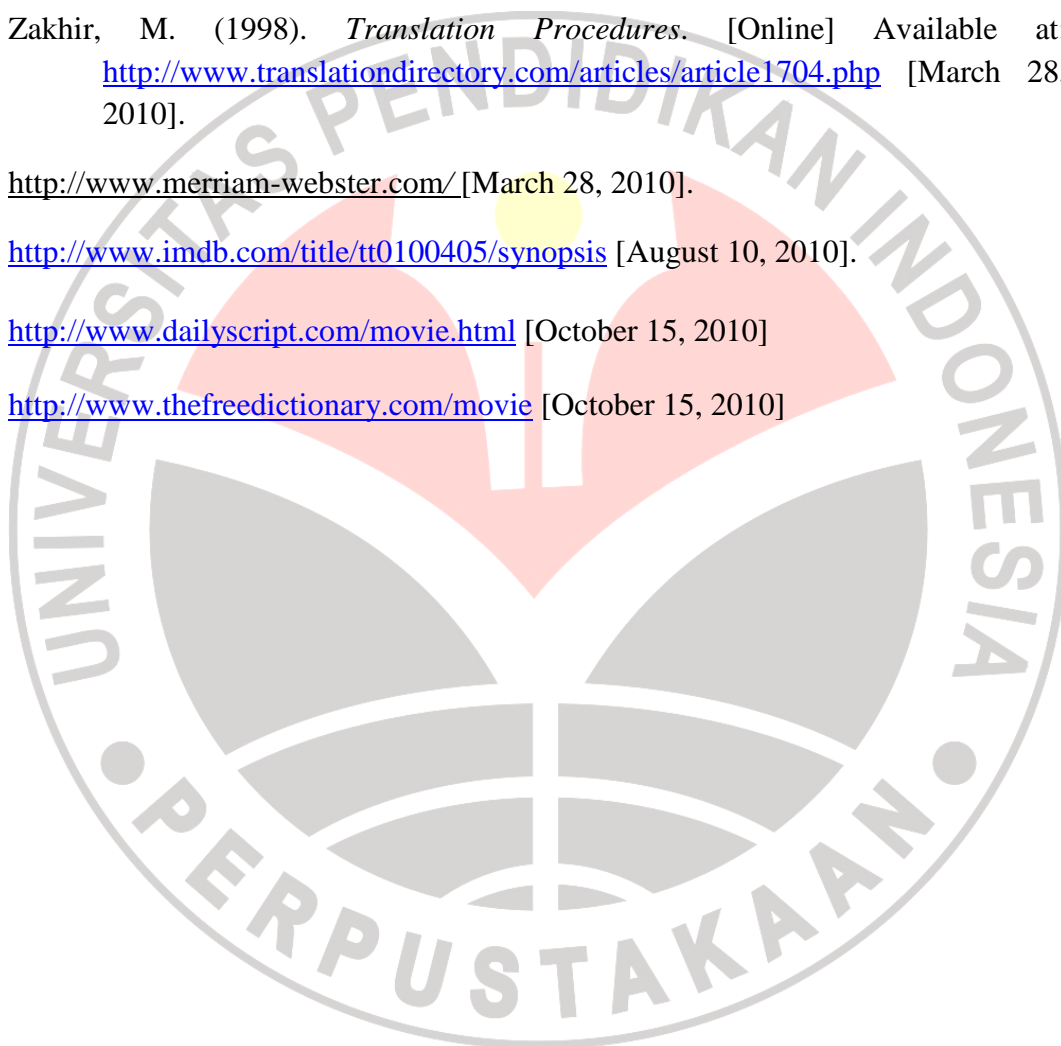 Zakhir, M. (1998). Translation Procedures. [Online] Available at
http://www.translationdirectory.com/articles/article1704.php [March 28
2010].
http://www.merriam-webster.com/ [March 28, 2010].
http://www.imdb.com/title/tt0100405/synopsis [August 10, 2010].
http://www.dailyscript.com/movie.html [October 15, 2010]
http://www.thefreedictionary.com/movie [October 15, 2010]
UNIVERSITAS PENDIDIKAN INDONESIA
PERPUSTAKAAN